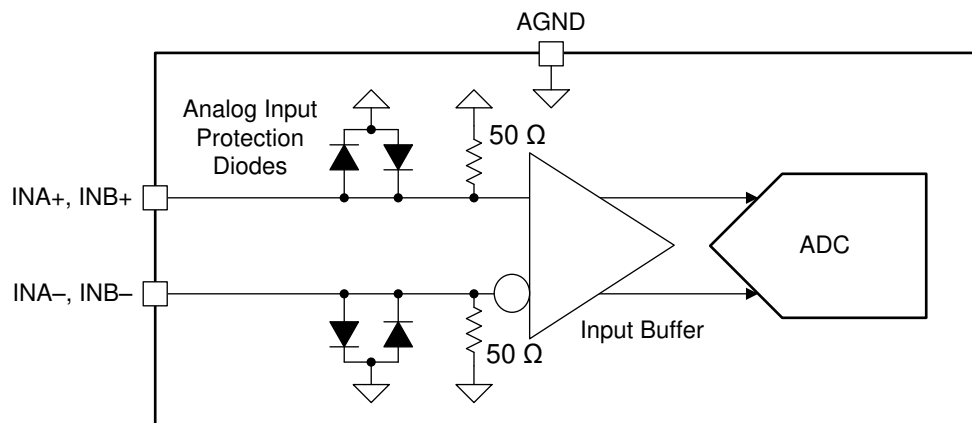 AGND
Analog Input
Protection
Diodes
50 Ω
INA+, INB+
ADC
INA–, INB–
Input Buffer
50 Ω